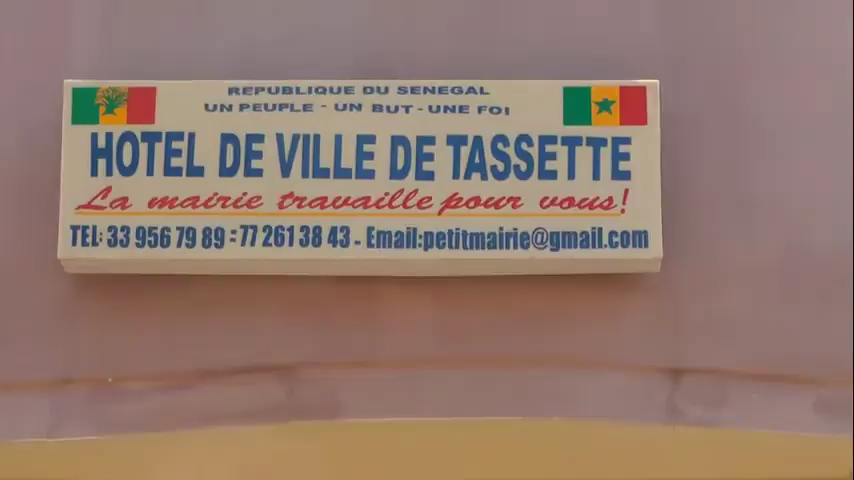 REPUBLIQUE DU SENEGAL
UN PEUPLE - UN BUT - UNE FOI
HOTEL DE VILLE DE TASSETTE
La mairie travaille pour vous!
TEL: 33 956 79 89 = 77 261 38 43 - Email:petitmairie@gmail.com